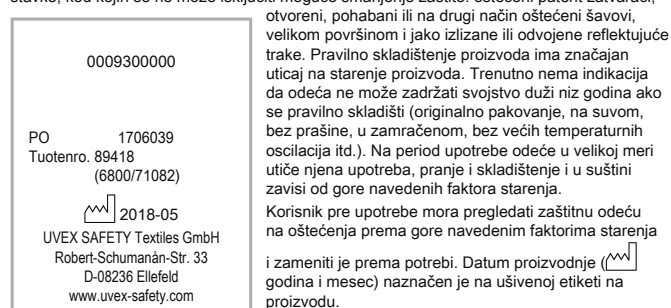 stavke, kod kojih se ne može isključiti moguće smanjenje zaštite: oštećeni patent zatvarači,
otvoreni, pohabani ili na drugi način oštećeni šavovi,
velikom površinom i jako izlizane ili odvojene reflektujuće
trake. Pravilno skladištenje proizvoda ima značajan
uticaj na starenje proizvoda. Trenutno nema indikacija
da odeća ne može zadržati svojstvo duži niz godina ako
se pravilno skladišti (originalno pakovanje, na suvom,
bez prašine, u zamračenom, bez većih temperaturnih
oscilacija itd.). Na period upotrebe odeće u velikoj meri
utiče njena upotreba, pranje i skladištenje i u suštini
zavisi od gore navedenih faktora starenja.
Korisnik pre upotrebe mora pregledati zaštitnu odeću
na oštećenja prema gore navedenim faktorima starenja
i zameniti je prema potrebi. Datum proizvodnje (
godina i mesec) naznačen je na ušivenoj etiketi na
proizvodu.
0009300000
PO 1706039
Tuotenro. 89418
(6800/71082)
2018-05
UVEX SAFETY Textiles GmbH
Robert-Schumanàn-Str. 33
D-08236 Ellefeld
www.uvex-safety.com